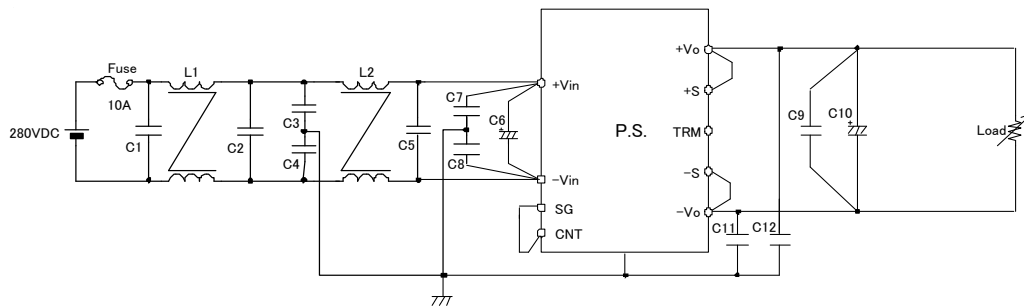 Fuse
10A
280VDC
C1
L1
C2
C3
C4
L2
C5
C7
C6
C8
+Vin
-Vin
SG
CNT
P.S.
+Vo
+S
TRM
-S
-Vo
C11
C12
C9
C10
Load